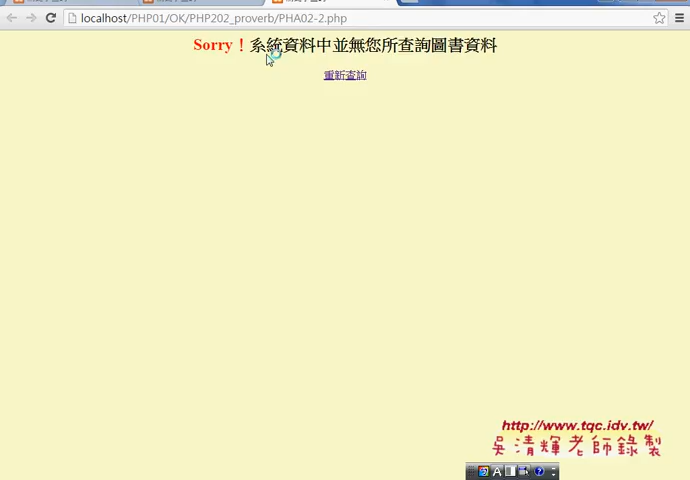 localhost/PHP01/OK/PHP202_proverb/PHA02-2.php
Sorry！系統資料中並無您所查詢圖書資料
重新查詢
http://www.tqc.idv.tw/
吳清輝老師錄製
A